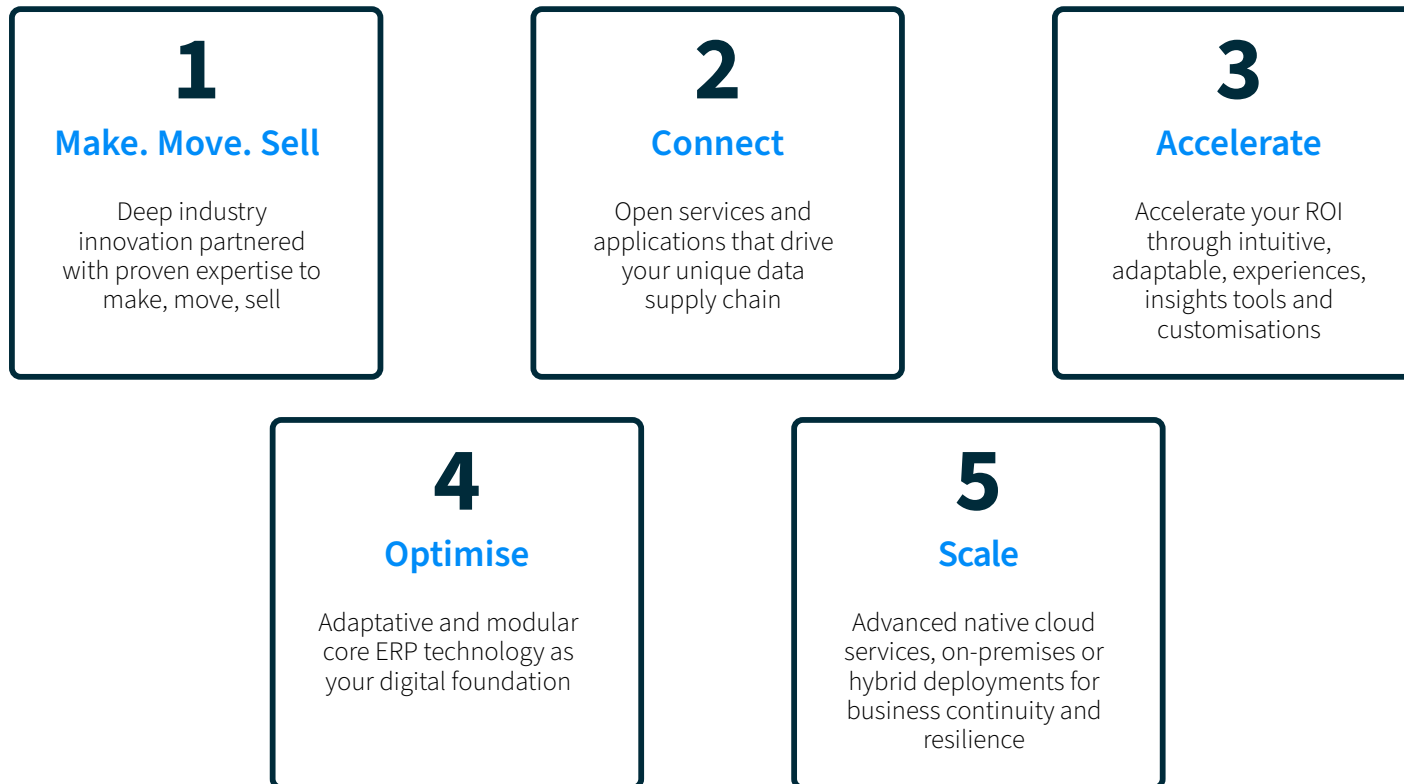 1
Make. Move. Sell
Deep industry
innovation partnered
with proven expertise to
make, move, sell
2
Connect
Open services and
applications that drive
your unique data
supply chain
3
Accelerate
Accelerate your ROI
through intuitive,
adaptable, experiences,
insights tools and
customisations
4
Optimise
Adaptative and modular
core ERP technology as
your digital foundation
5
Scale
Advanced native cloud
services, on-premises or
hybrid deployments for
business continuity and
resilience